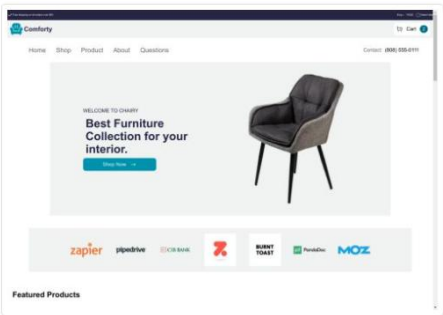 Comforty
Cart
Home Shop Product About Questions
Contact: (808) 555-0111
WELCOME TO CHAIRY
Best Furniture
Collection for your
interior.
Shop Now →
zapier pipedrive CIB BANK Z BURNT TOAST PandaDoc MOZ
Featured Products